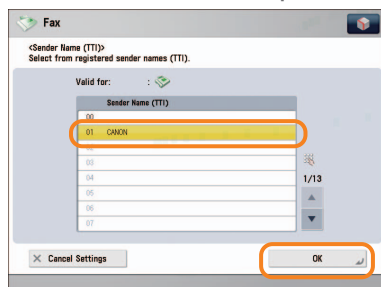 Fax
<Sender Name (TTI)>
Select from registered sender names (TTI).
Valid for: :
Sender Name (TTI)
00
01 CANON
02
03
04
05
06
07
1/13
× Cancel Settings
OK